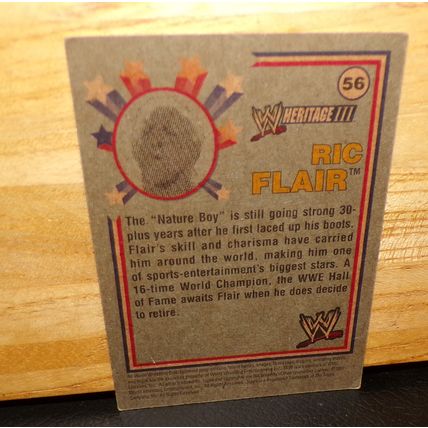 56
W HERITAGE III
RIC
FLAIR™
The "Nature Boy" is still going strong 30-
plus years after he first laced up his boots.
Flair's skill and charisma have carried
him around the world, making him one
of sports-entertainment's biggest stars. A
16-time World Champion, the WWE Hall
of Fame awaits Flair when he does decide
to retire.
W